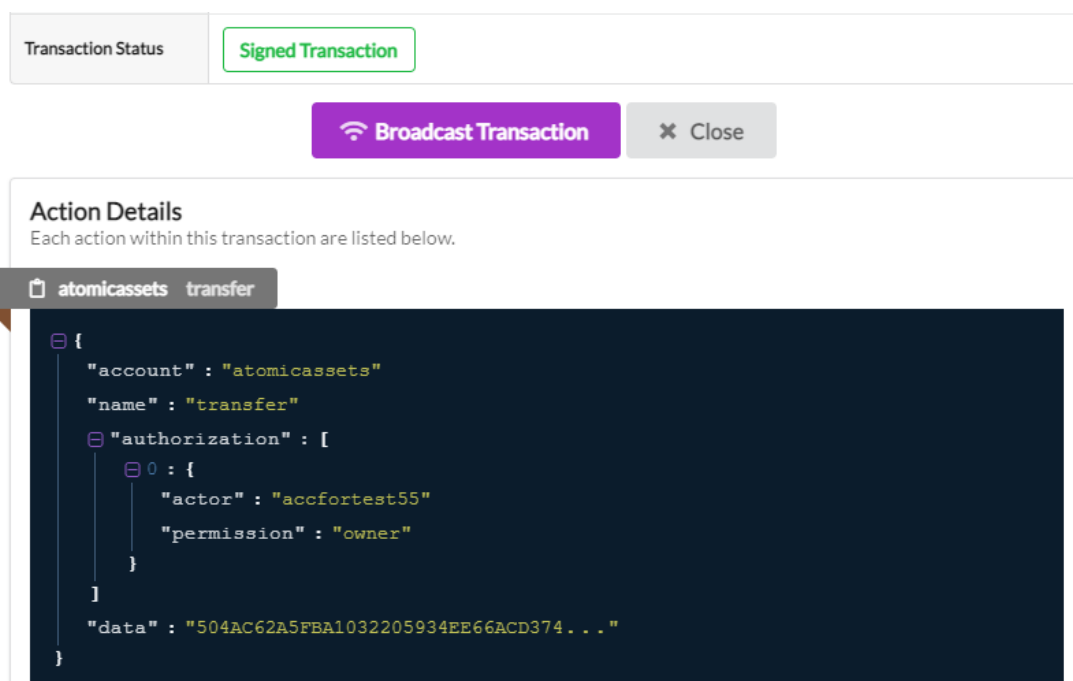 Transaction Status
Signed Transaction
Broadcast Transaction
Close
Action Details
Each action within this transaction are listed below.
atomicassets transfer
{
"account" : "atomicassets"
"name" : "transfer"
"authorization" : [
0 : {
"actor" : "accfortest55"
"permission" : "owner"
}
]
"data" : "504AC62A5FBA1032205934EE66ACD374..."
}